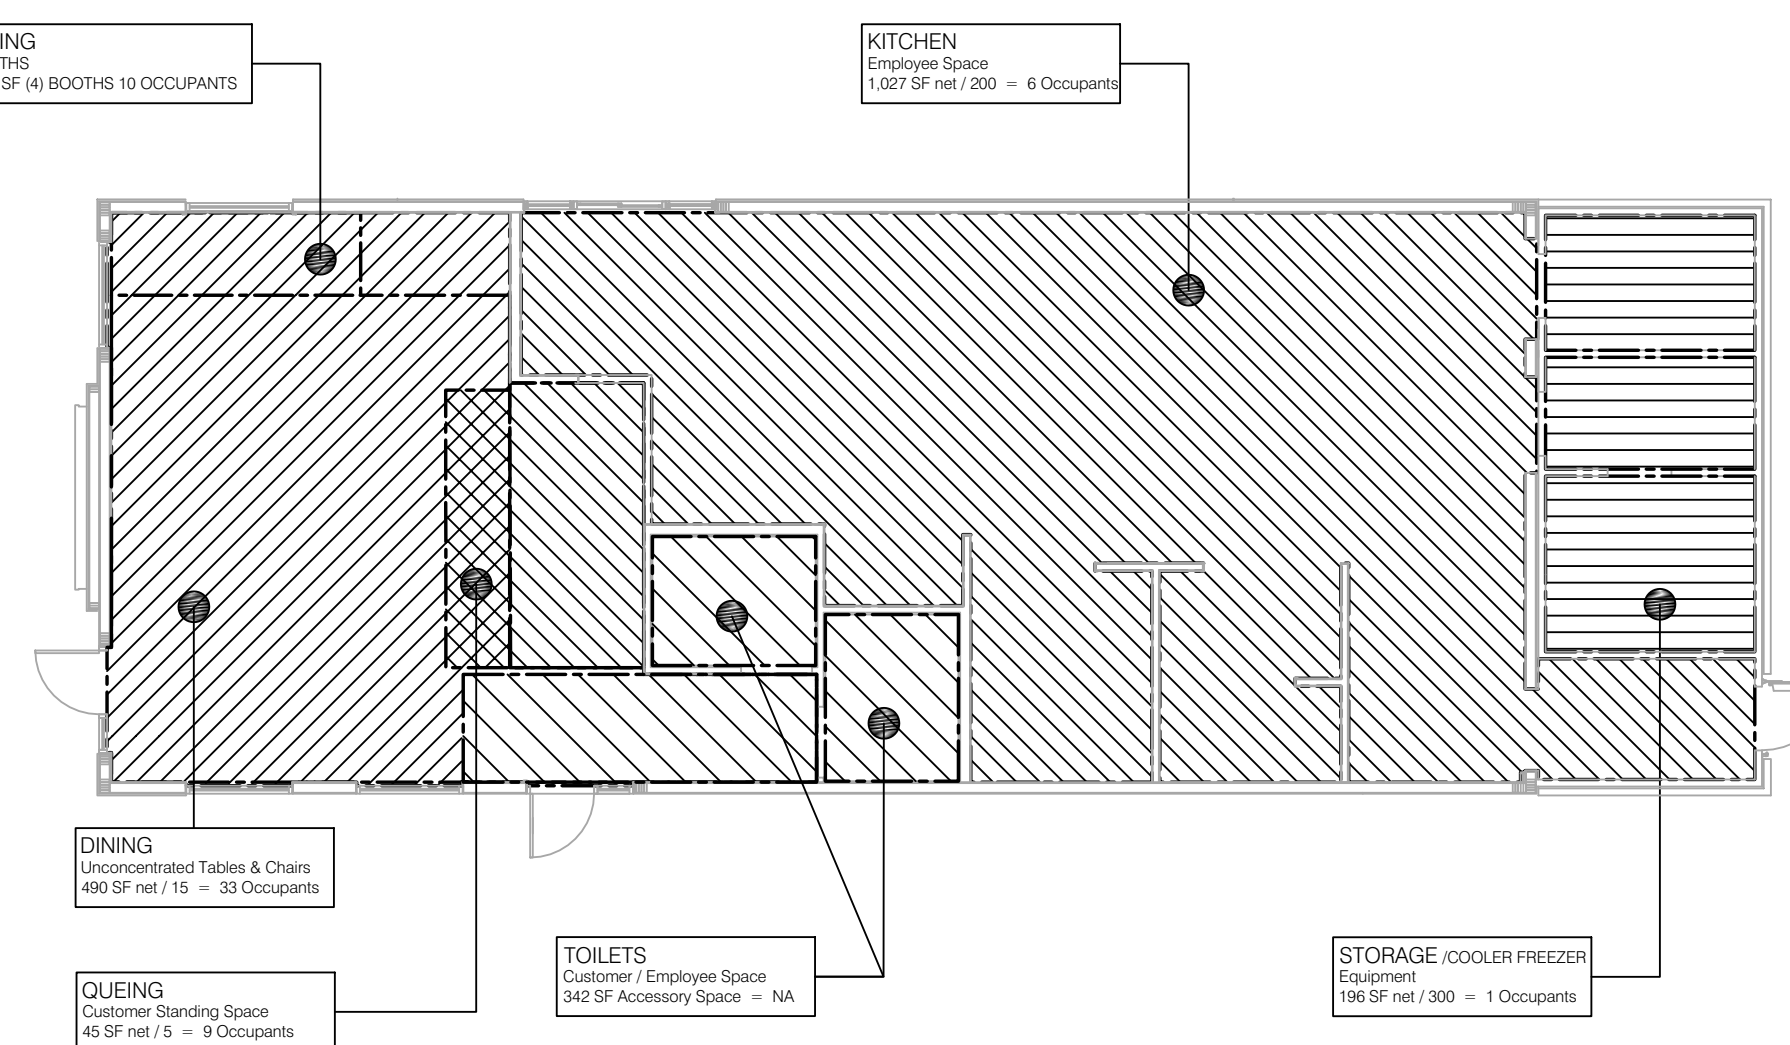 ING
THS
SF (4) BOOTHS 10 OCCUPANTS
KITCHEN
Employee Space
1,027 SF net / 200 = 6 Occupants
DINING
Unconcentrated Tables & Chairs
490 SF net / 15 = 33 Occupants
QUEING
Customer Standing Space
45 SF net / 5 = 9 Occupants
TOILETS
Customer / Employee Space
342 SF Accessory Space = NA
STORAGE /COOLER FREEZER
Equipment
196 SF net / 300 = 1 Occupants